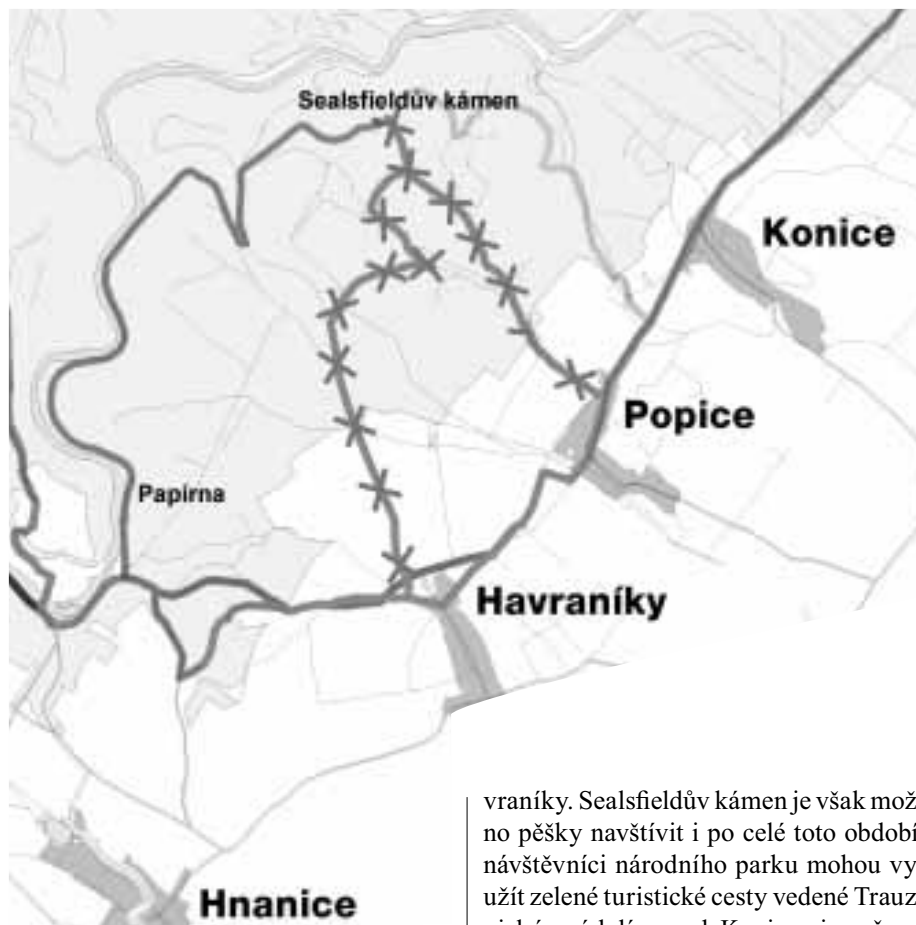 Sealsfieldův kámen
Konice
Popice
Papírna
Havraníky
Hnanice
vraníky. Sealsfieldův kámen je však mož
no pěšky navštívit i po celé toto období
návštěvníci národního parku mohou vy
užít zelené turistické cesty vedené Trauz